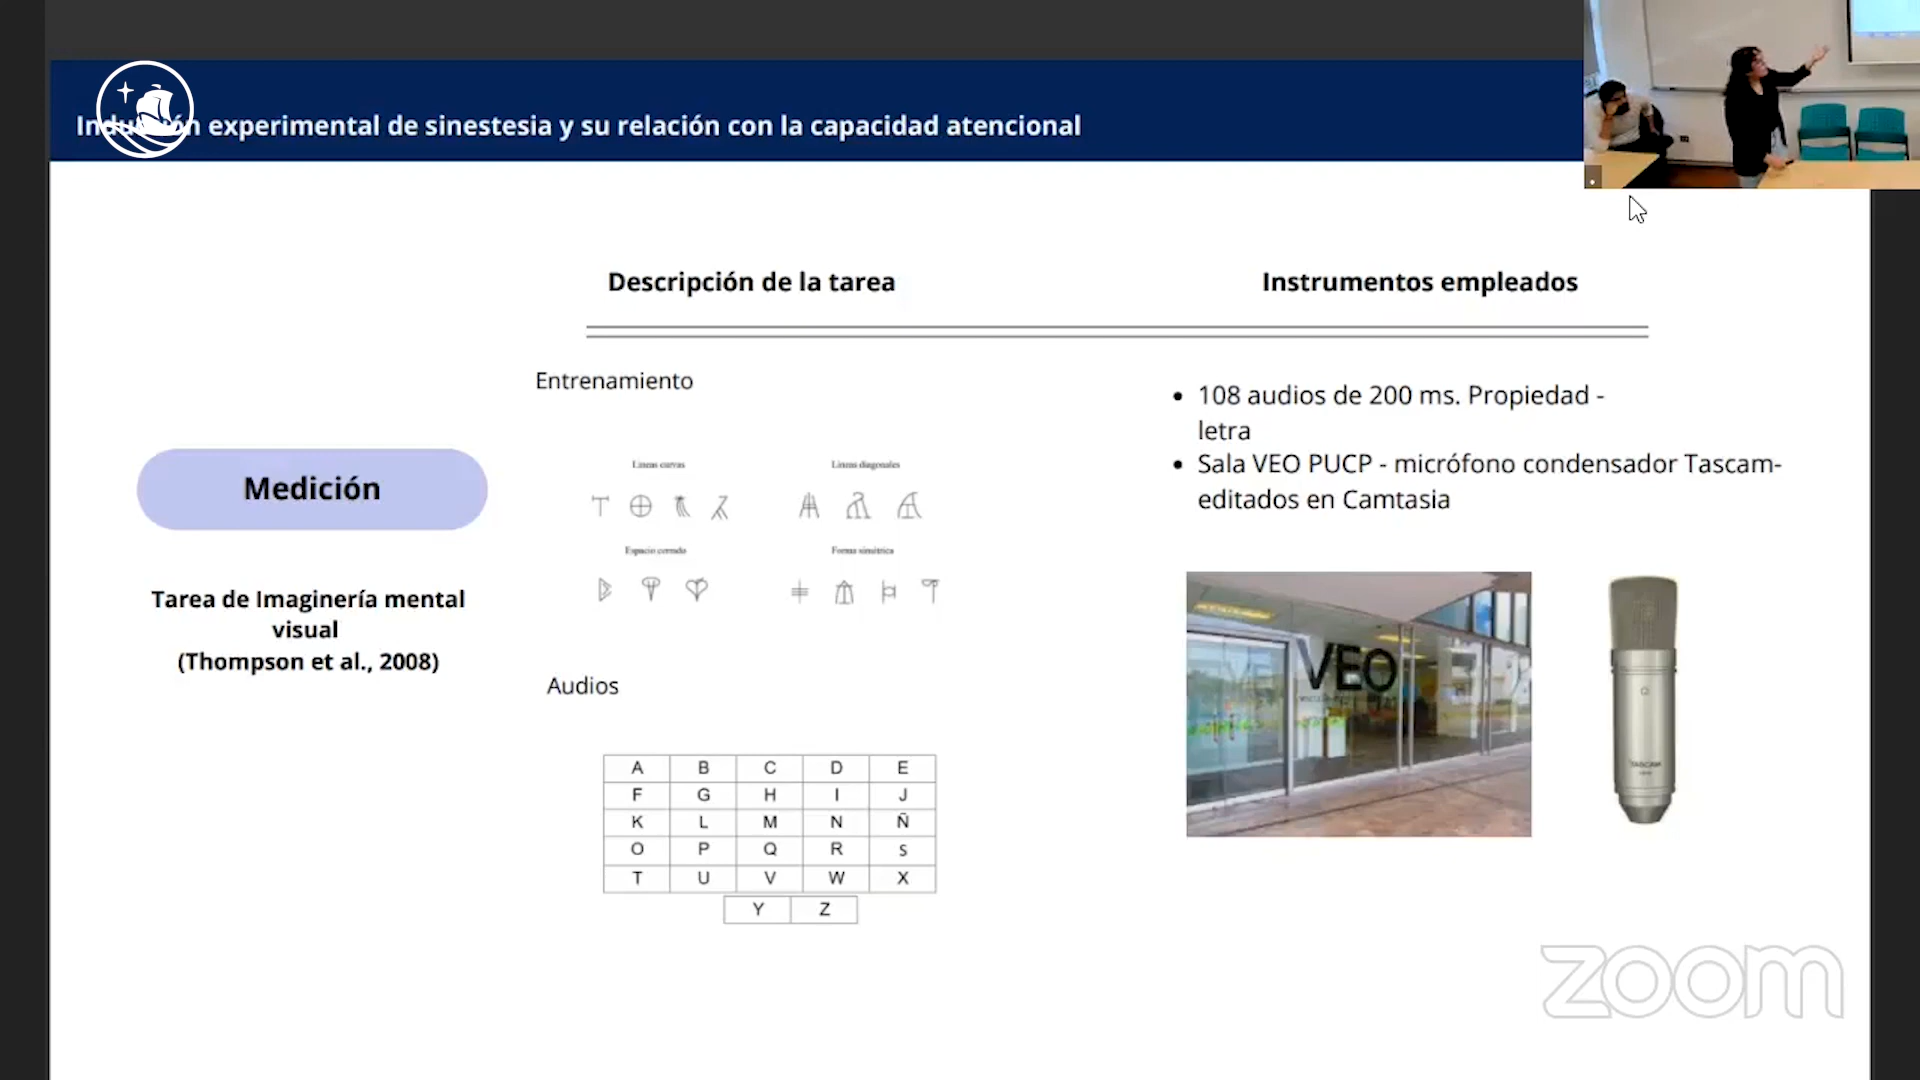 Inducción experimental de sinestesia y su relación con la capacidad atencional
Descripción de la tarea
Instrumentos empleados
Entrenamiento
Líneas curvas
Líneas diagonales
Espacio cerrado
Forma simétrica
Medición
Tarea de Imaginería mental
visual
(Thompson et al., 2008)
Audios
A B C D E
F G H I J
K L M N Ñ
O P Q R S
T U V W X
Y Z
• 108 audios de 200 ms. Propiedad -
letra
• Sala VEO PUCP - micrófono condensador Tascam-
editados en Camtasia
VEO
TASCAM
zoom